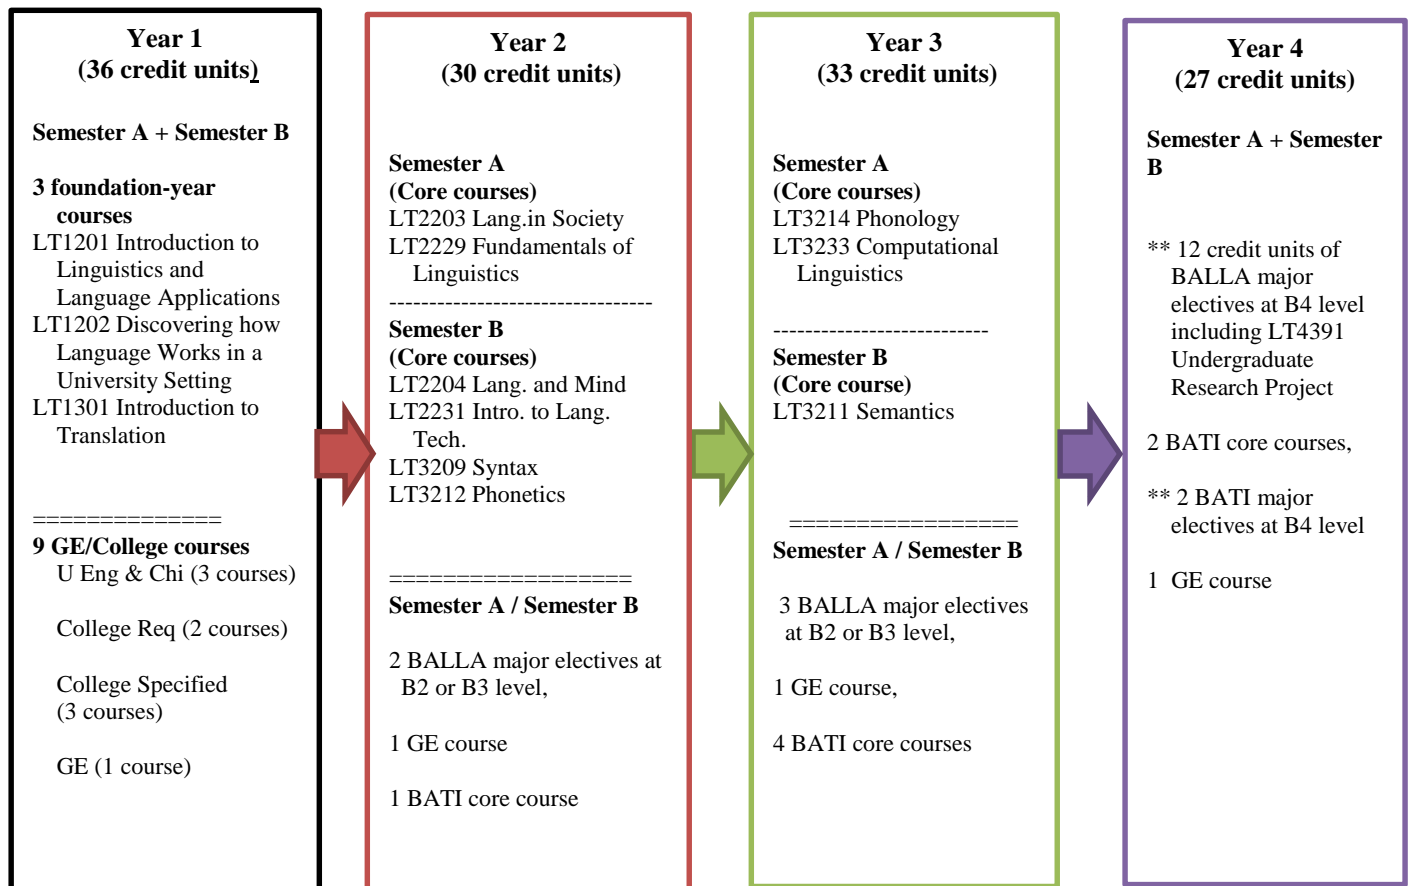 Year 1
(36 credit units)
Semester A + Semester B
3 foundation-year
courses
LT1201 Introduction to
Linguistics and
Language Applications
LT1202 Discovering how
Language Works in a
University Setting
LT1301 Introduction to
Translation
==============
9 GE/College courses
U Eng & Chi (3 courses)
College Req (2 courses)
College Specified
(3 courses)
GE (1 course)
Year 2
(30 credit units)
Semester A
(Core courses)
LT2203 Lang.in Society
LT2229 Fundamentals of
Linguistics
---------------------------------
Semester B
(Core courses)
LT2204 Lang. and Mind
LT2231 Intro. to Lang.
Tech.
LT3209 Syntax
LT3212 Phonetics
==================
Semester A / Semester B
2 BALLA major electives at
B2 or B3 level,
1 GE course
1 BATI core course
Year 3
(33 credit units)
Semester A
(Core courses)
LT3214 Phonology
LT3233 Computational
Linguistics
---------------------------
Semester B
(Core course)
LT3211 Semantics
=================
Semester A / Semester B
3 BALLA major electives
at B2 or B3 level,
1 GE course,
4 BATI core courses
Year 4
(27 credit units)
Semester A + Semester
B
** 12 credit units of
BALLA major
electives at B4 level
including LT4391
Undergraduate
Research Project
2 BATI core courses,
** 2 BATI major
electives at B4 level
1 GE course